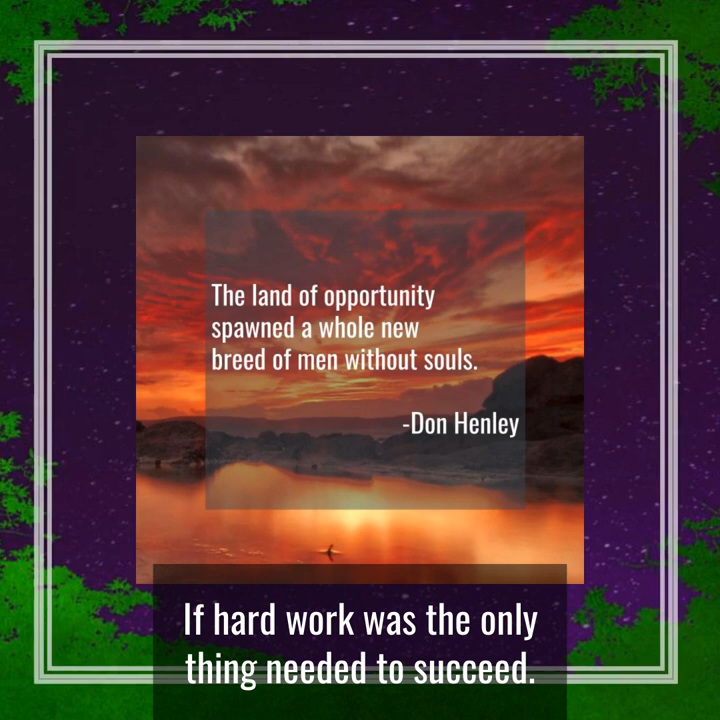 The land of opportunity
spawned a whole new
breed of men without souls.
-Don Henley
If hard work was the only
thing needed to succeed.